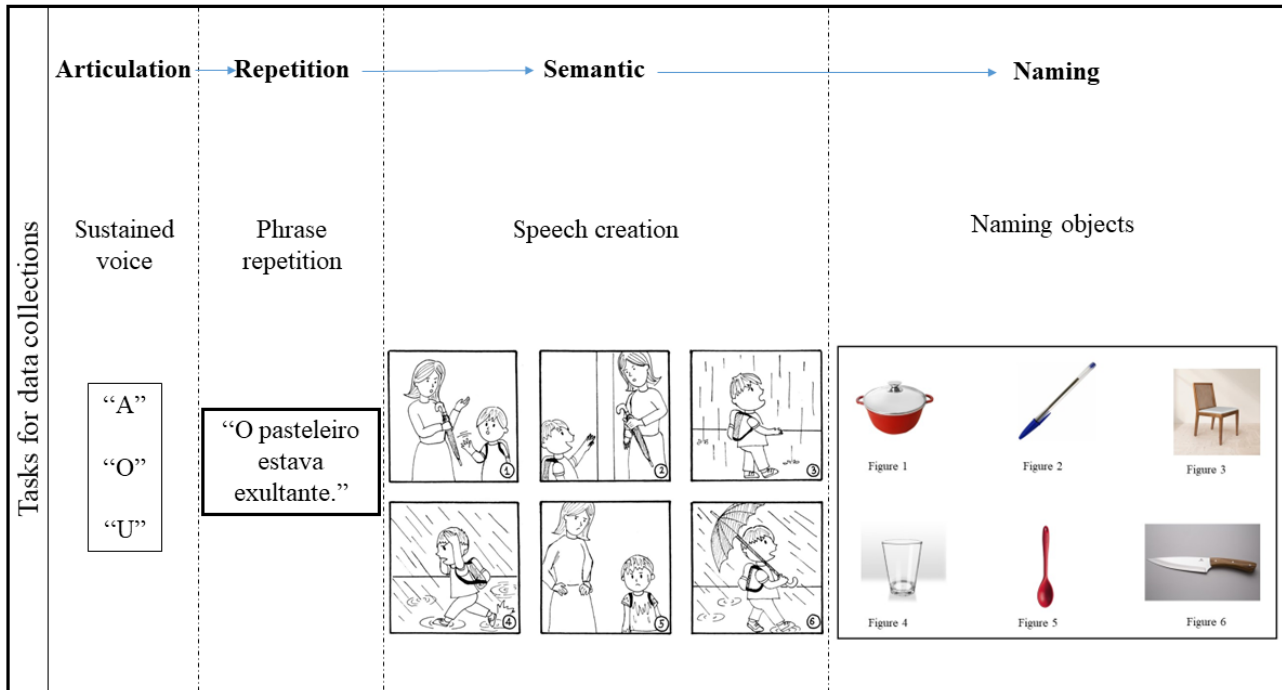 Tasks for data collections
Articulation
Repetition
Semantic
Naming
Sustained
voice
Phrase
repetition
Speech creation
Naming objects
“A”
“O”
“U”
“O pasteleiro
estava
exultante.”
1
2
3
4
5
6
Figure 1
Figure 2
Figure 3
Figure 4
Figure 5
Figure 6